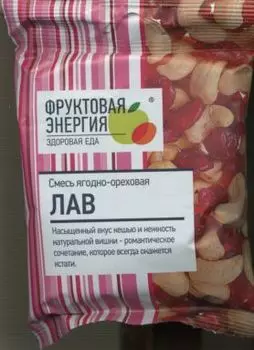 ФРУКТОВАЯ
ЭНЕРГИЯ
ЗДОРОВАЯ ЕДА
®
Смесь ягодно-ореховая
ЛАВ
Насыщенный вкус кешью и нежность
натуральной вишни - романтическое
сочетание, которое всегда окажется
кстати.